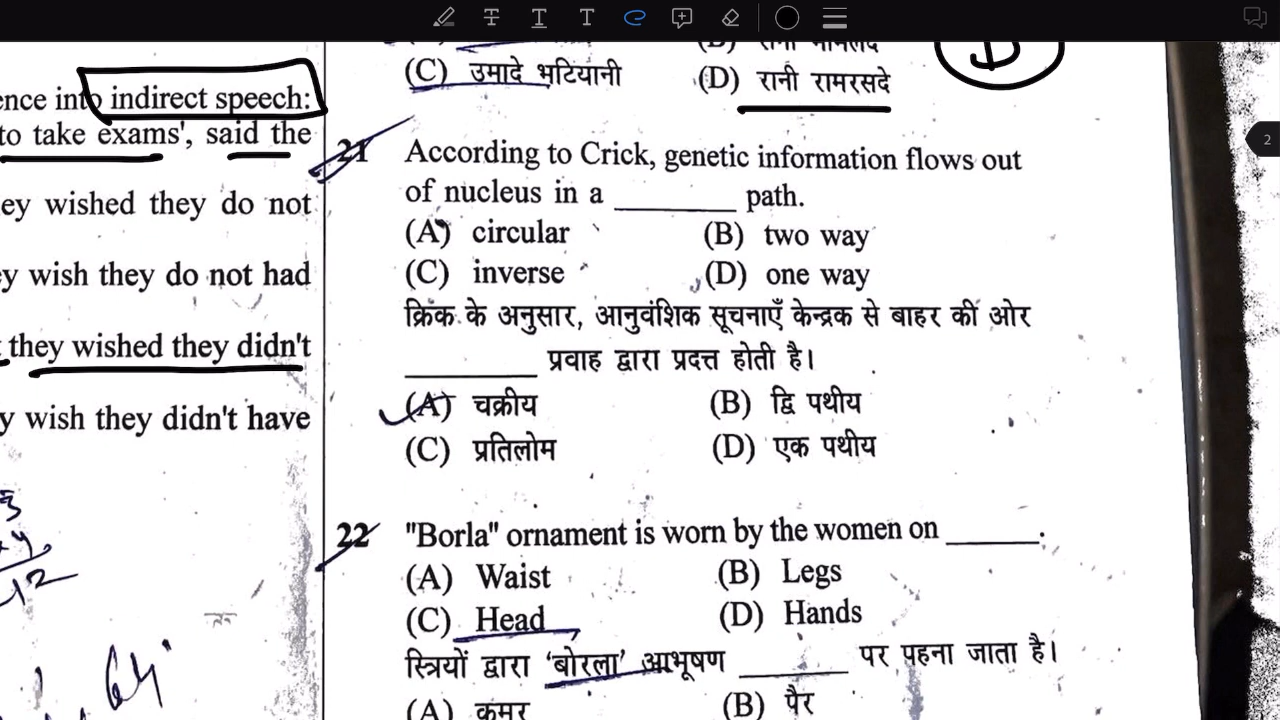 ence into indirect speech:
to take exams', said the
ey wished they do not
y wish they do not had
they wished they didn't
y wish they didn't have
(C) उमादे भटियानी (D) रानी रामरसदे
21 According to Crick, genetic information flows out
of nucleus in a ________ path.
(A) circular (B) two way
(C) inverse (D) one way
क्रिक के अनुसार, आनुवंशिक सूचनाएँ केन्द्रक से बाहर की ओर
________ प्रवाह द्वारा प्रदत्त होती है।
(A) चक्रीय (B) द्वि पथीय
(C) प्रतिलोम (D) एक पथीय
22 "Borla" ornament is worn by the women on ______.
(A) Waist (B) Legs
(C) Head (D) Hands
स्त्रियों द्वारा 'बोरला' आभूषण ________ पर पहना जाता है।
(A) कमर (B) पैर
2